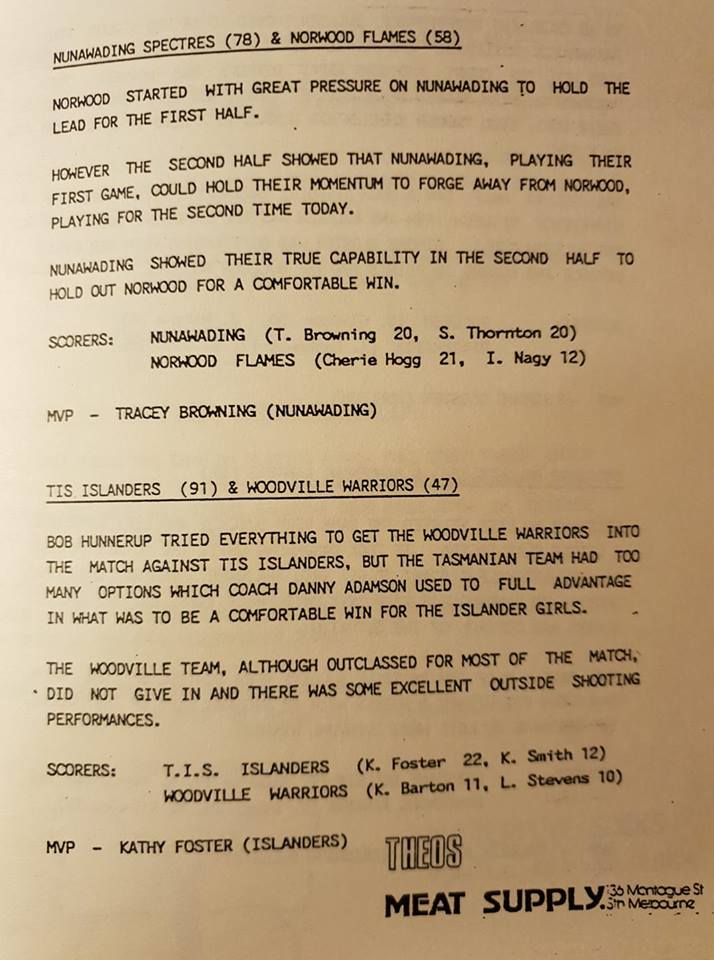 NUNAWADING SPECTRES (78) & NORWOOD FLAMES (58)
NORWOOD STARTED WITH GREAT PRESSURE ON NUNAWADING TO HOLD THE
LEAD FOR THE FIRST HALF.
HOWEVER THE SECOND HALF SHOWED THAT NUNAWADING, PLAYING THEIR
FIRST GAME, COULD HOLD THEIR MOMENTUM TO FORGE AWAY FROM NORWOOD,
PLAYING FOR THE SECOND TIME TODAY.
NUNAWADING SHOWED THEIR TRUE CAPABILITY IN THE SECOND HALF TO
HOLD OUT NORWOOD FOR A COMFORTABLE WIN.
SCORERS: NUNAWADING (T. Browning 20, S. Thornton 20)
NORWOOD FLAMES (Cherie Hogg 21, I. Nagy 12)
MVP - TRACEY BROWNING (NUNAWADING)
TIS ISLANDERS (91) & WOODVILLE WARRIORS (47)
BOB HUNNERUP TRIED EVERYTHING TO GET THE WOODVILLE WARRIORS INTO
THE MATCH AGAINST TIS ISLANDERS, BUT THE TASMANIAN TEAM HAD TOO
MANY OPTIONS WHICH COACH DANNY ADAMSON USED TO FULL ADVANTAGE
IN WHAT WAS TO BE A COMFORTABLE WIN FOR THE ISLANDER GIRLS.
THE WOODVILLE TEAM, ALTHOUGH OUTCLASSED FOR MOST OF THE MATCH,
DID NOT GIVE IN AND THERE WAS SOME EXCELLENT OUTSIDE SHOOTING
PERFORMANCES.
SCORERS: T.I.S. ISLANDERS (K. Foster 22, K. Smith 12)
WOODVILLE WARRIORS (K. Barton 11, L. Stevens 10)
MVP - KATHY FOSTER (ISLANDERS)
THEOS
MEAT SUPPLY. Montague St
Sth Melbourne